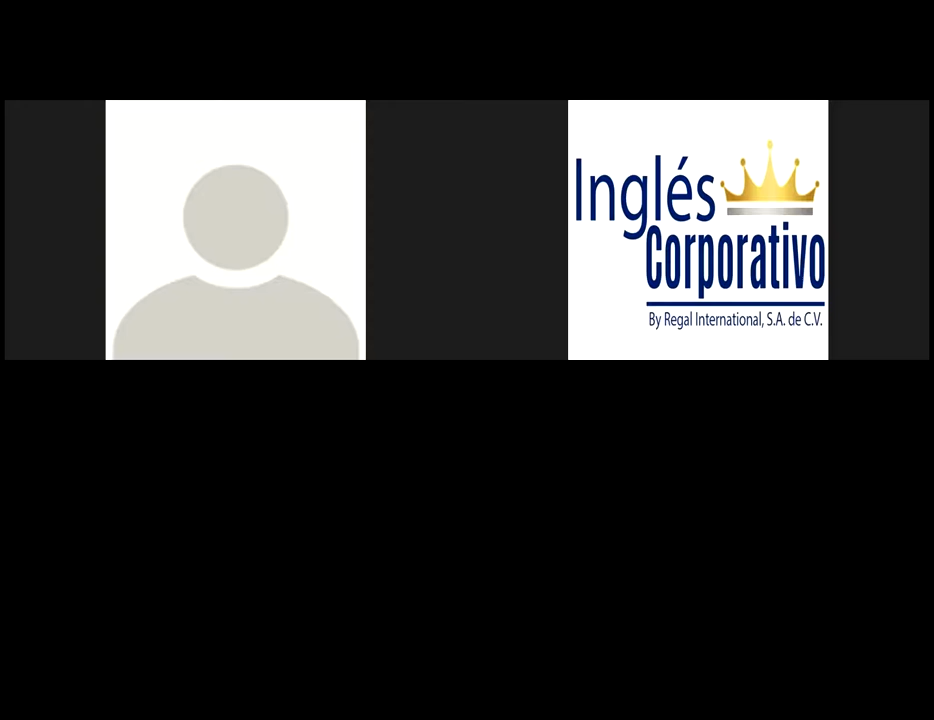 Inglés
Corporativo
By Regal International, S.A. de C.V.